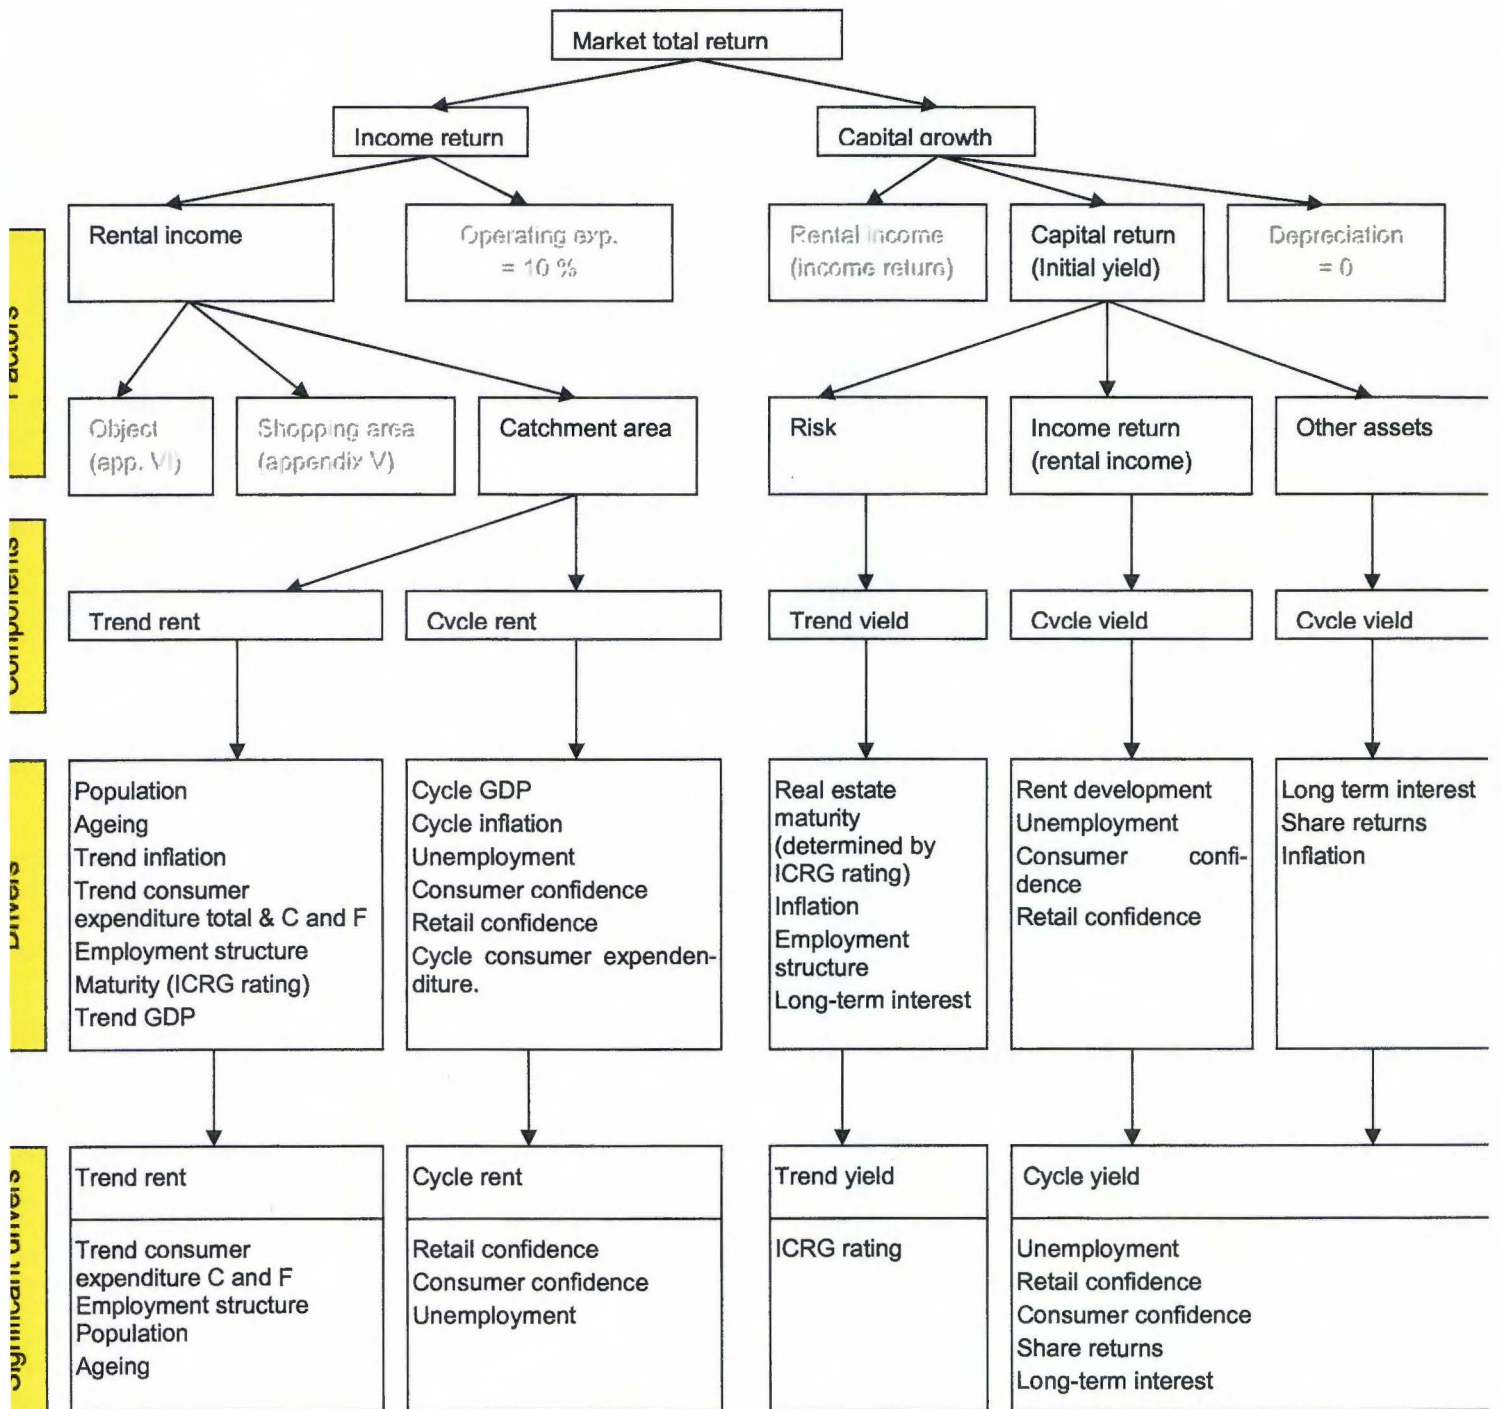 Market total return
Income return
Capital growth
Rental income
Operating exp.
= 10 %
Rental income
(income return)
Capital return
(Initial yield)
Depreciation
= 0
Factors
Object
(app. VI)
Shopping area
(appendix V)
Catchment area
Risk
Income return
(rental income)
Other assets
Components
Trend rent
Cycle rent
Trend yield
Cycle yield
Cycle yield
Drivers
Population
Ageing
Trend inflation
Trend consumer
expenditure total & C and F
Employment structure
Maturity (ICRG rating)
Trend GDP
Cycle GDP
Cycle inflation
Unemployment
Consumer confidence
Retail confidence
Cycle consumer expenden-
diture.
Real estate
maturity
(determined by
ICRG rating)
Inflation
Employment
structure
Long-term interest
Rent development
Unemployment
Consumer confi-
dence
Retail confidence
Long term interest
Share returns
Inflation
Significant drivers
Trend rent
Trend consumer
expenditure C and F
Employment structure
Population
Ageing
Cycle rent
Retail confidence
Consumer confidence
Unemployment
Trend yield
ICRG rating
Cycle yield
Unemployment
Retail confidence
Consumer confidence
Share returns
Long-term interest